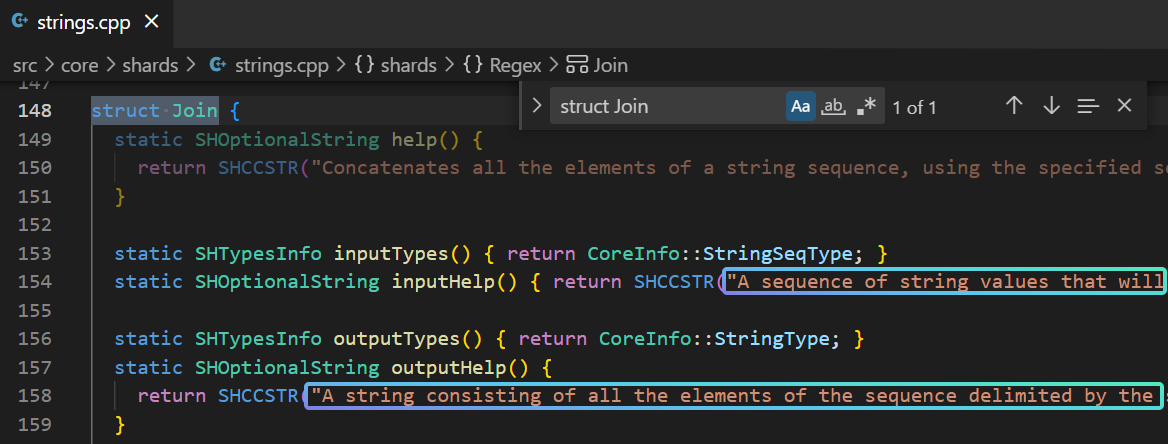 strings.cpp
src > core > shards > strings.cpp > {} shards > {} Regex > Join
147
struct Join Aa ab .* 1 of 1
148 struct·Join {
149 static SHOptionalString help() {
150 return SHCCSTR("Concatenates all the elements of a string sequence, using the specified s
151 }
152
153 static SHTypesInfo inputTypes() { return CoreInfo::StringSeqType; }
154 static SHOptionalString inputHelp() { return SHCCSTR("A sequence of string values that will
155
156 static SHTypesInfo outputTypes() { return CoreInfo::StringType; }
157 static SHOptionalString outputHelp() {
158 return SHCCSTR("A string consisting of all the elements of the sequence delimited by the
159 }